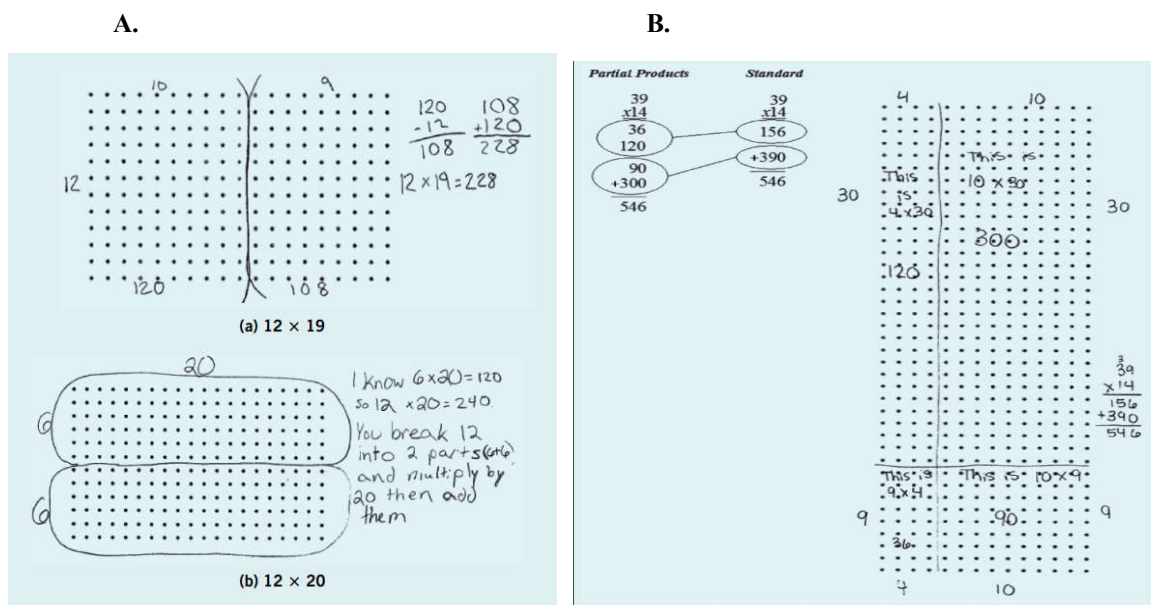 A.
B.
10
9
12
120
108
120
-12
108
108
+120
228
12 x 19 = 228
(a) 12 × 19
20
6
6
I know 6x20=120
so 12 x20=240.
You break 12
into 2 parts(6+6)
and multiply by
20 then add
them
(b) 12 × 20
Partial Products
Standard
39
x14
36
120
90
+300
546
39
x14
156
+390
546
4
10
30
30
This
is
4x30
120
This is
10 x 30
300
3
39
x14
156
+390
546
This is
9x4
36
This is 10x9
90
9
9
4
10